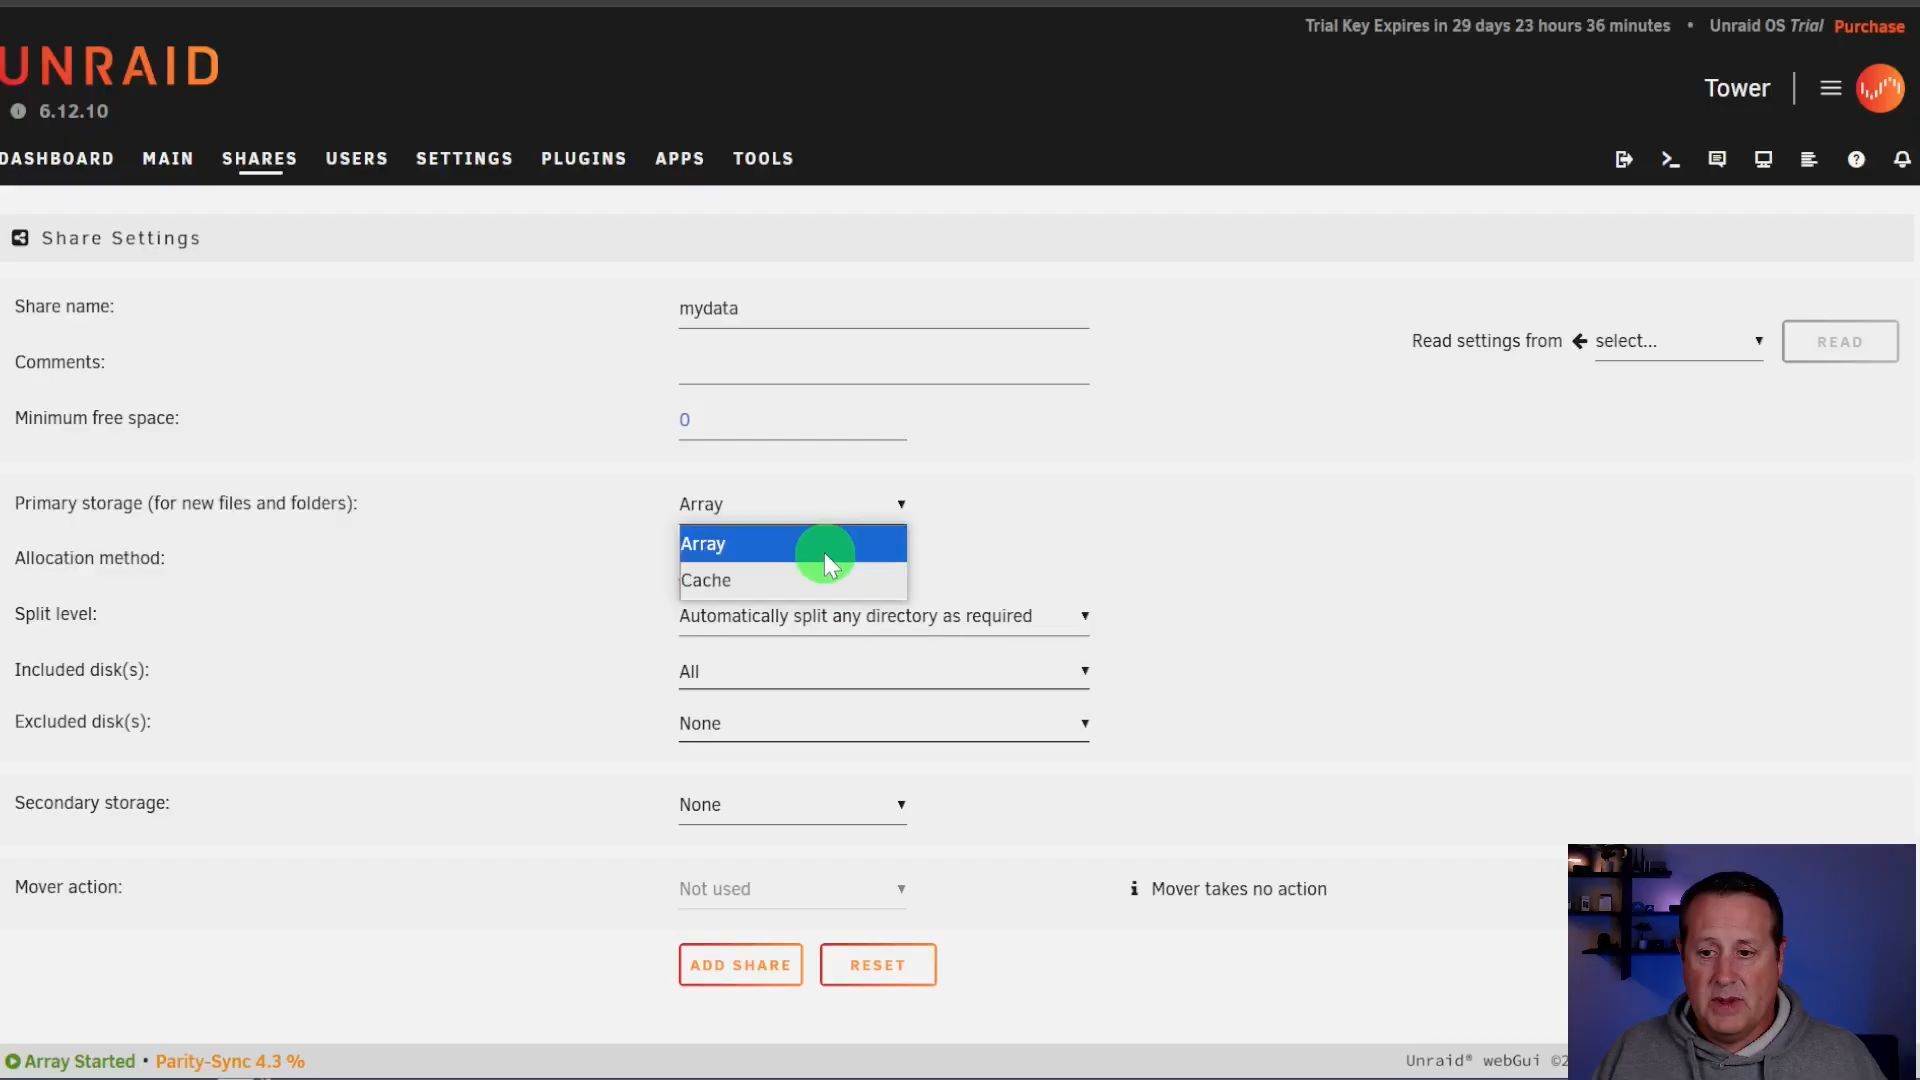 Trial Key Expires in 29 days 23 hours 36 minutes • Unraid OS Trial Purchase
UNRAID
6.12.10
Tower
DASHBOARD MAIN SHARES USERS SETTINGS PLUGINS APPS TOOLS
Share Settings
Share name: mydata
Read settings from select... READ
Comments:
Minimum free space: 0
Primary storage (for new files and folders): Array
Array
Allocation method:
Cache
Split level: Automatically split any directory as required
Included disk(s): All
Excluded disk(s): None
Secondary storage: None
Mover action: Not used Mover takes no action
ADD SHARE RESET
Array Started • Parity-Sync 4.3 % Unraid® webGui ©2